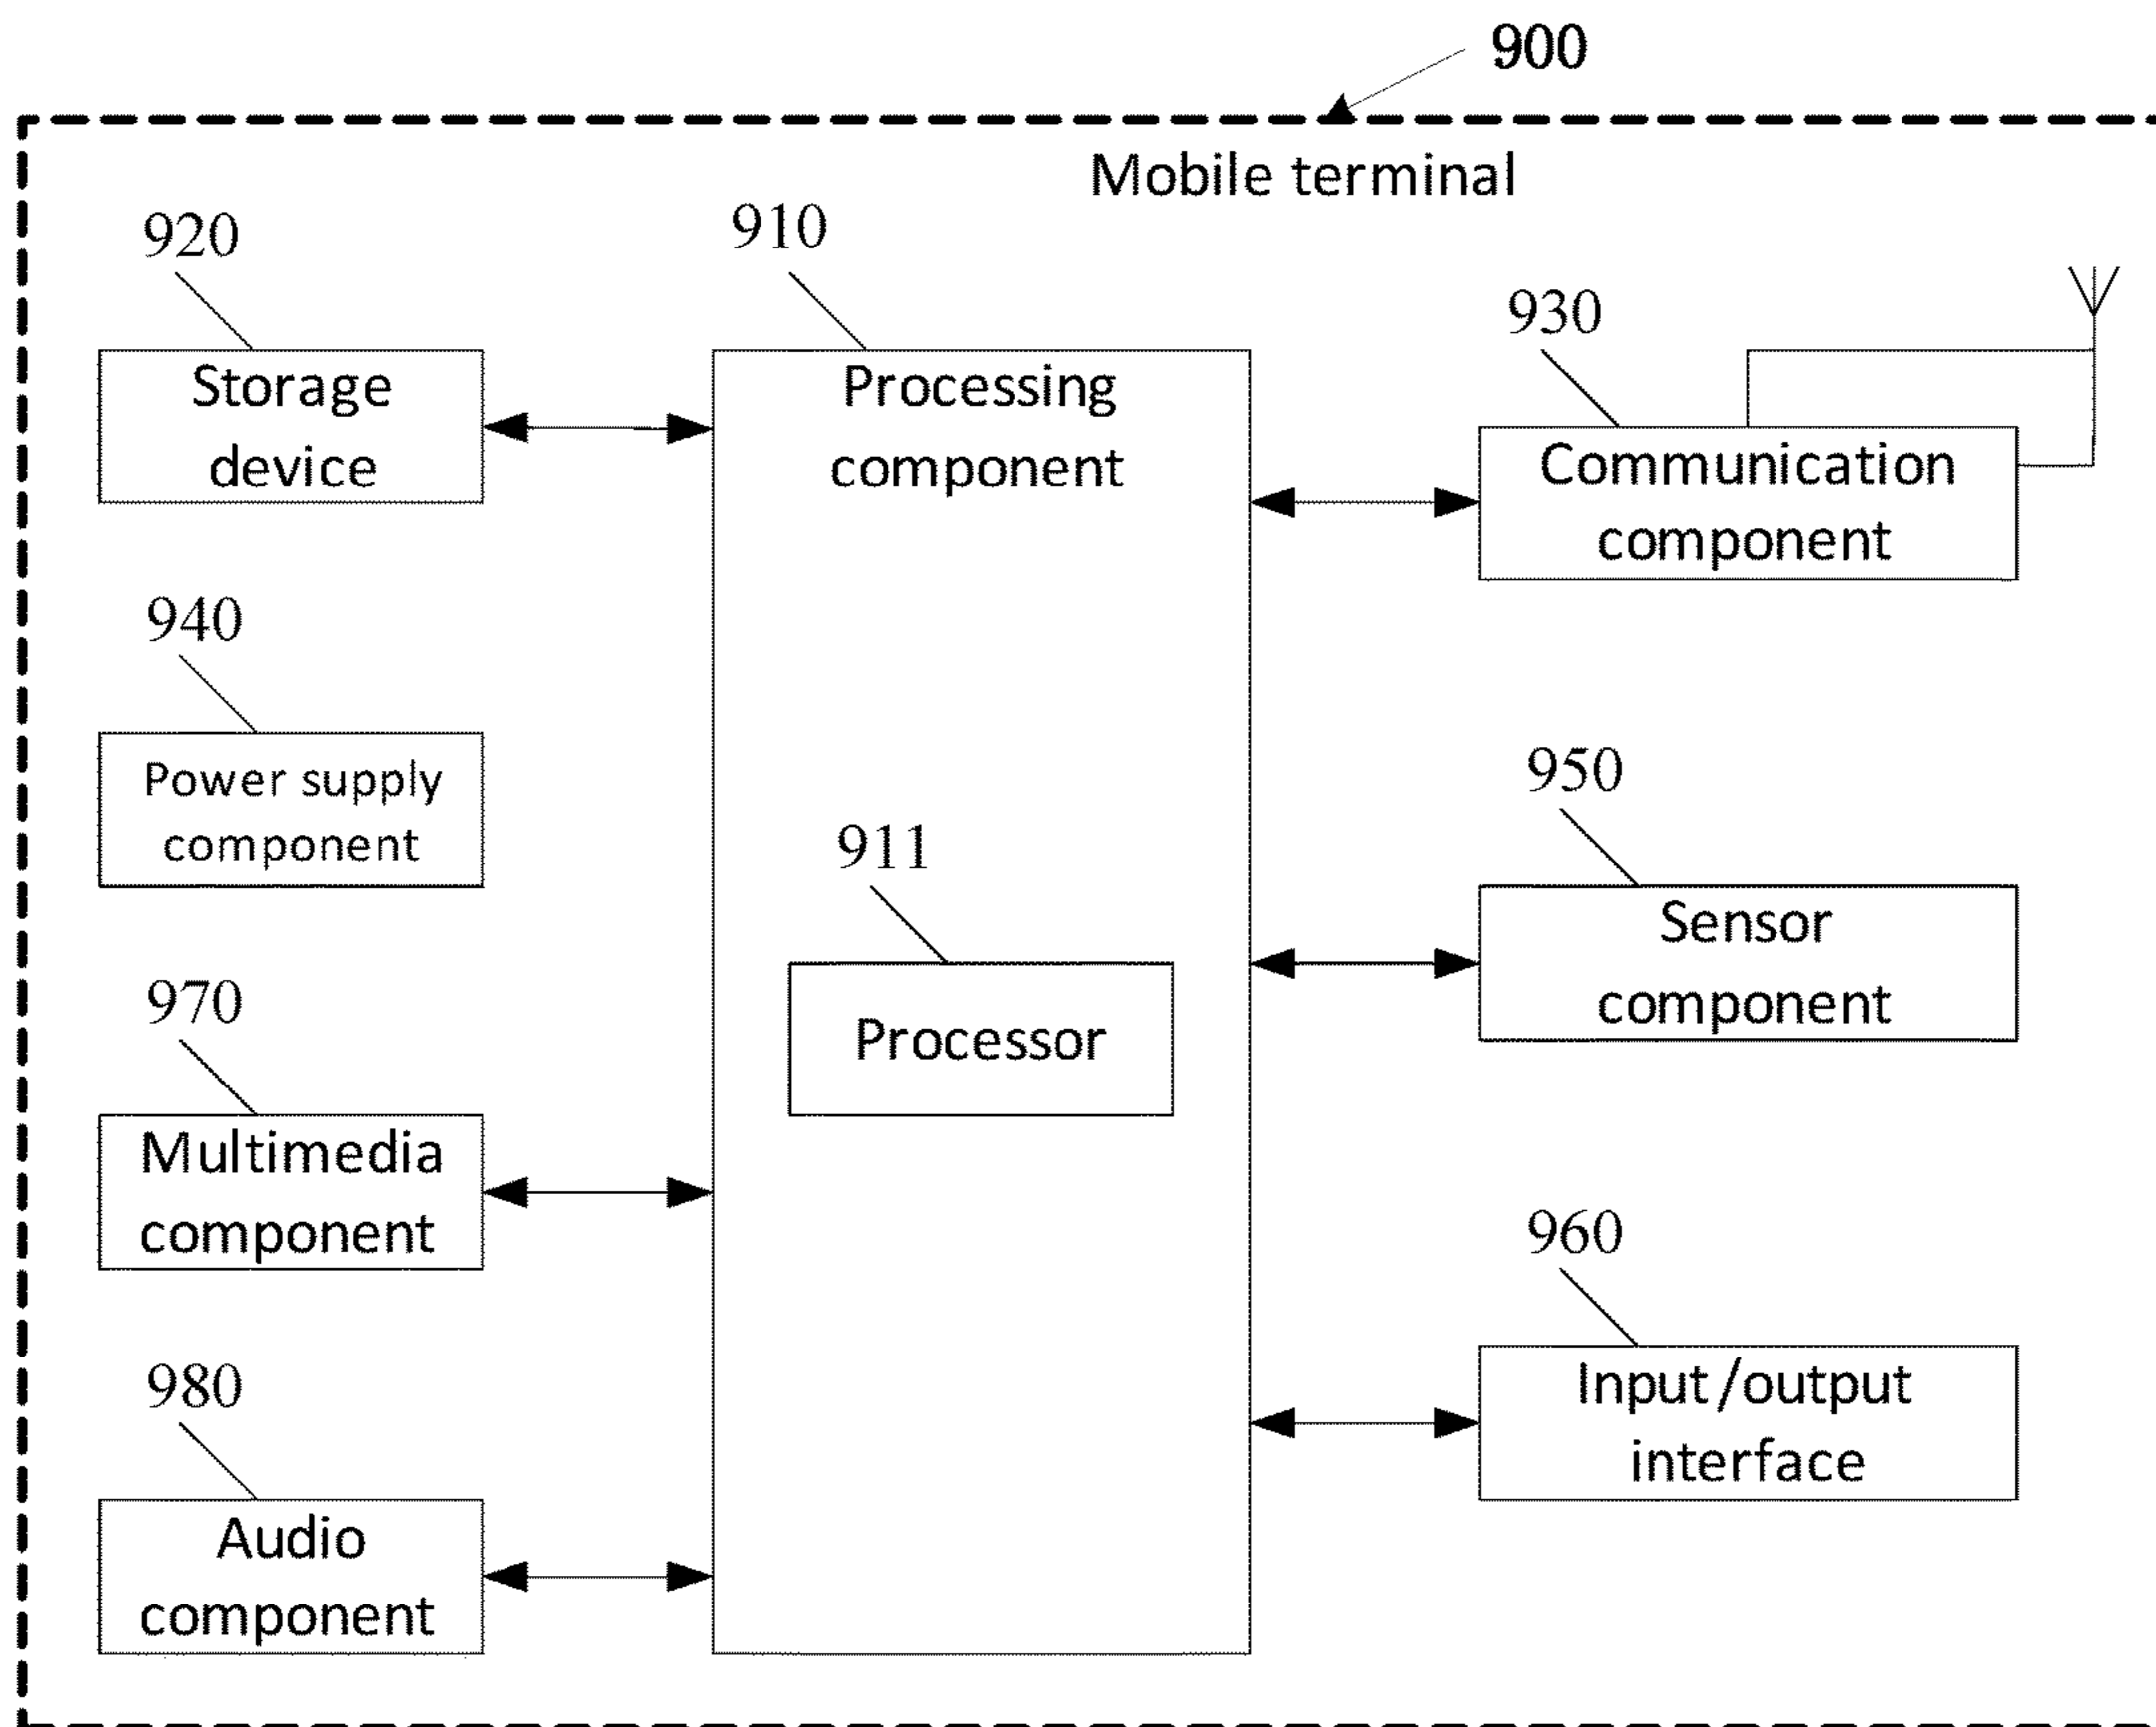 900
Mobile terminal
920
Storage
device
910
Processing
component
930
Communication
component
940
Power supply
component
911
Processor
950
Sensor
component
970
Multimedia
component
960
Input/output
interface
980
Audio
component